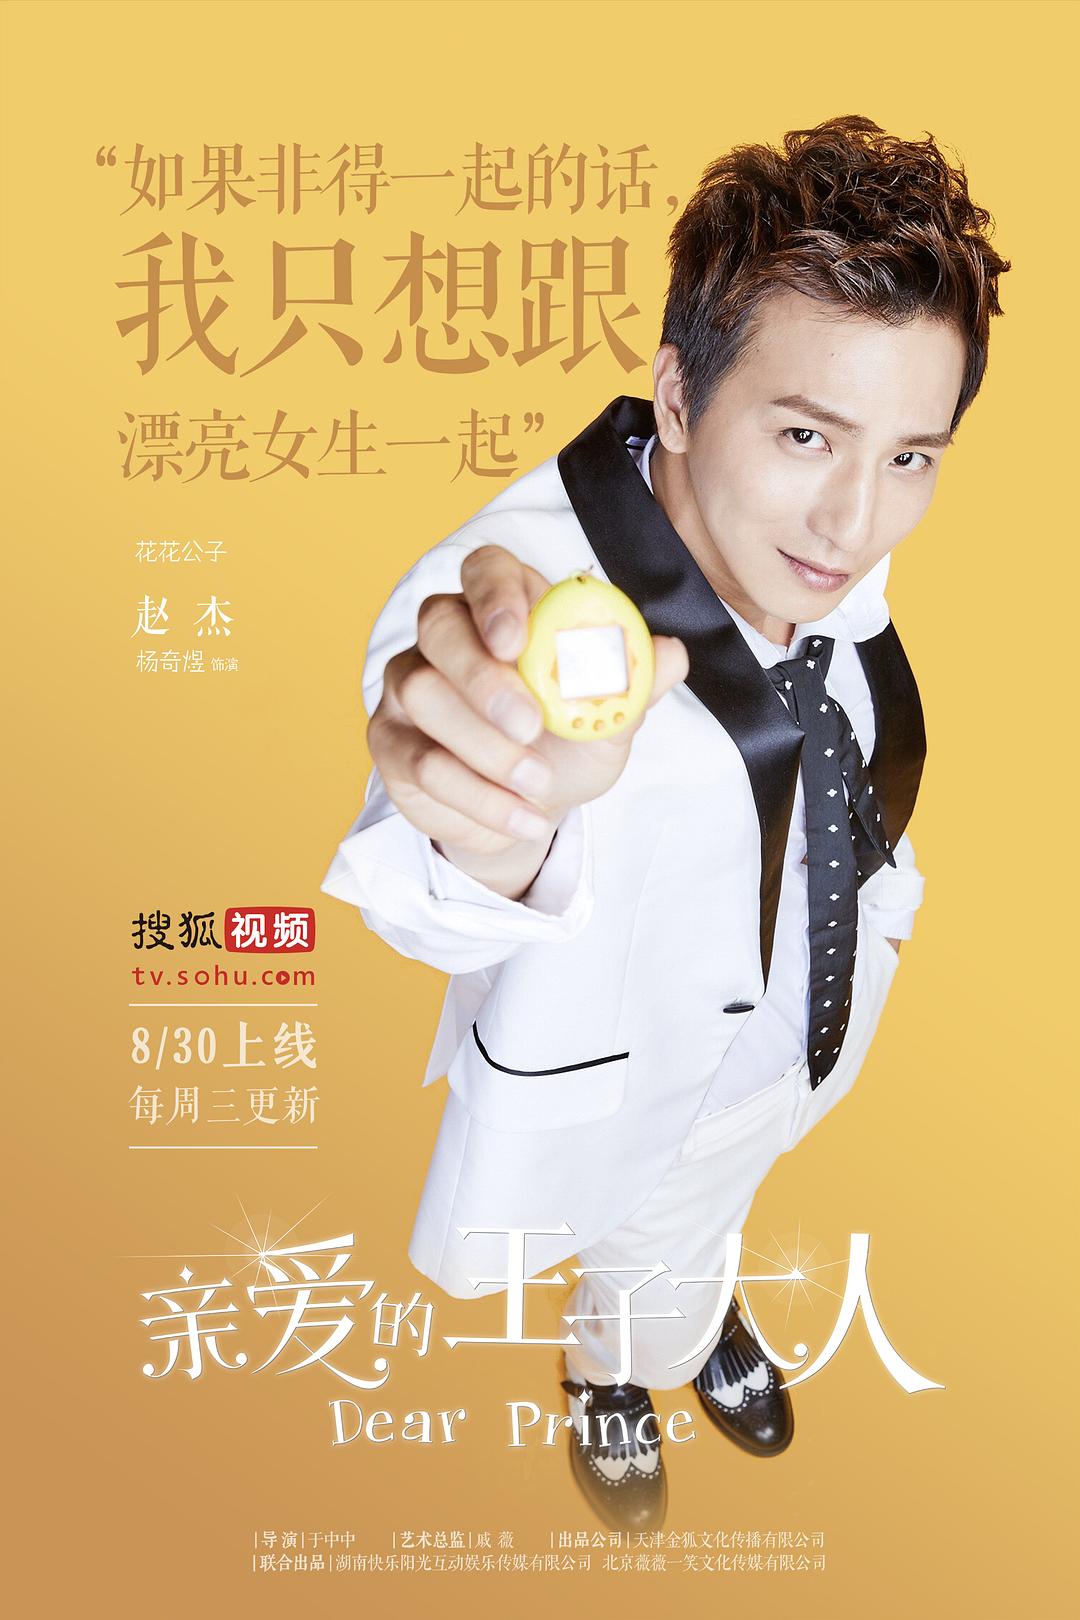 “如果非得一起的话，
我只想跟
漂亮女生一起”
花花公子
赵 杰
杨奇煜 饰演
搜狐视频
tv.sohu.com
8/30上线
每周三更新
亲爱的王子大人
Dear Prince
|导 演|于中中 |艺术总监|戚 薇 |出品公司|天津金狐文化传播有限公司
|联合出品|湖南快乐阳光互动娱乐传媒有限公司 北京薇薇一笑文化传媒有限公司